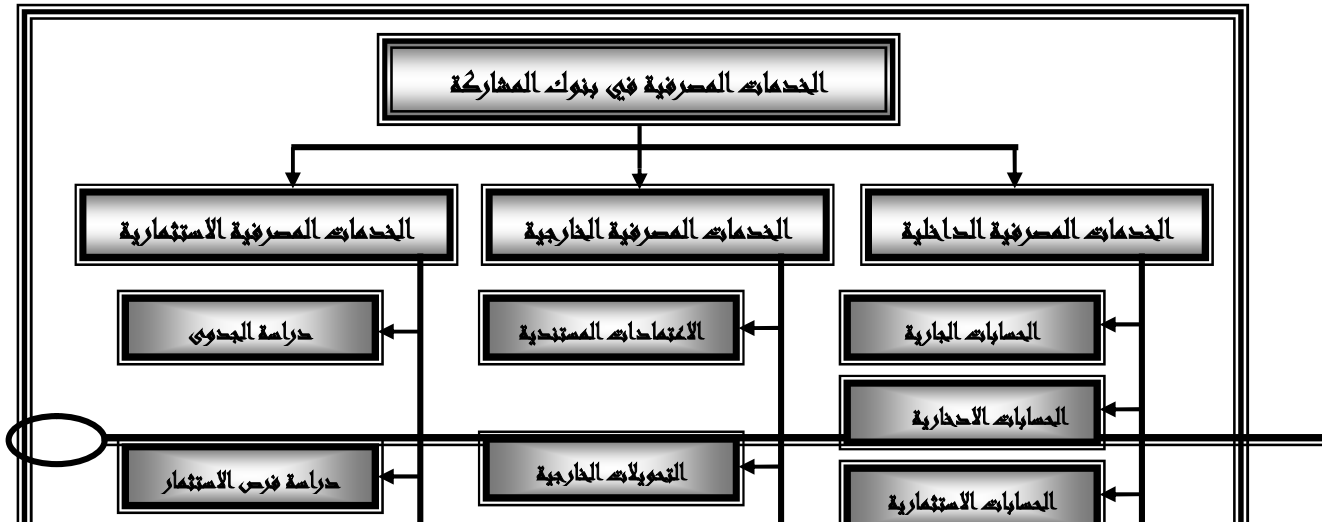 الخدمات المصرفية في بنوك المشاركة
الخدمات المصرفية الداخلية
الخدمات المصرفية الخارجية
الخدمات المصرفية الاستثمارية
الحسابات الجارية
الاعتمادات المستندية
دراسة الجدوى
الحسابات الادخارية
التحويلات الخارجية
دراسة فرص الاستثمار
الحسابات الاستثمارية